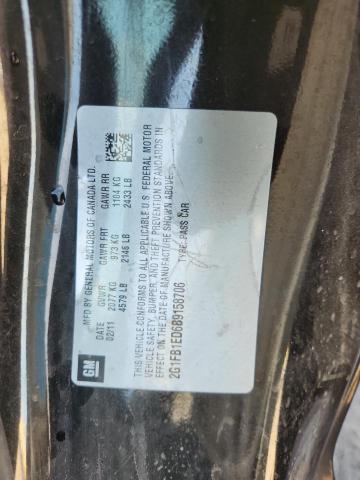 GM
MFD BY GENERAL MOTORS OF CANADA LTD.
DATE GVWR GAWR FRT GAWR RR
02/11 2077 KG 973 KG 1104 KG
4579 LB 2146 LB 2433 LB
THIS VEHICLE CONFORMS TO ALL APPLICABLE U.S. FEDERAL MOTOR
VEHICLE SAFETY, BUMPER, AND THEFT PREVENTION STANDARDS IN
EFFECT ON THE DATE OF MANUFACTURE SHOWN ABOVE.
2G1FB1ED6B9158706 TYPE:PASS CAR